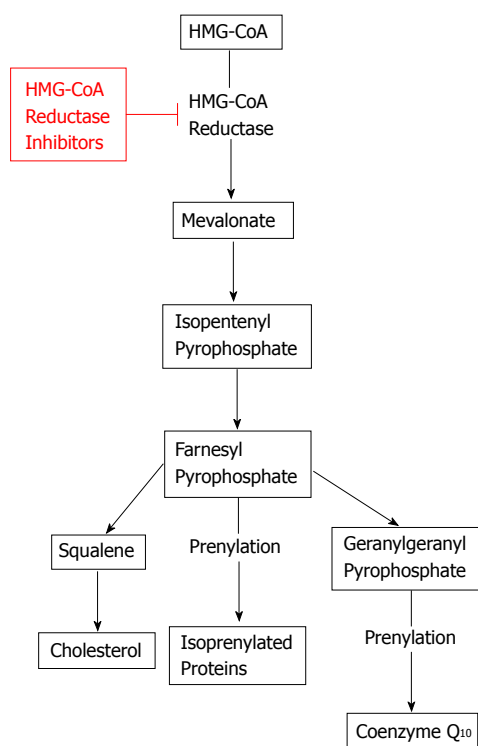 HMG-CoA
HMG-CoA
Reductase
Inhibitors
HMG-CoA
Reductase
Mevalonate
Isopentenyl
Pyrophosphate
Farnesyl
Pyrophosphate
Squalene
Prenylation
Geranylgeranyl
Pyrophosphate
Cholesterol
Isoprenylated
Proteins
Prenylation
Coenzyme Q10